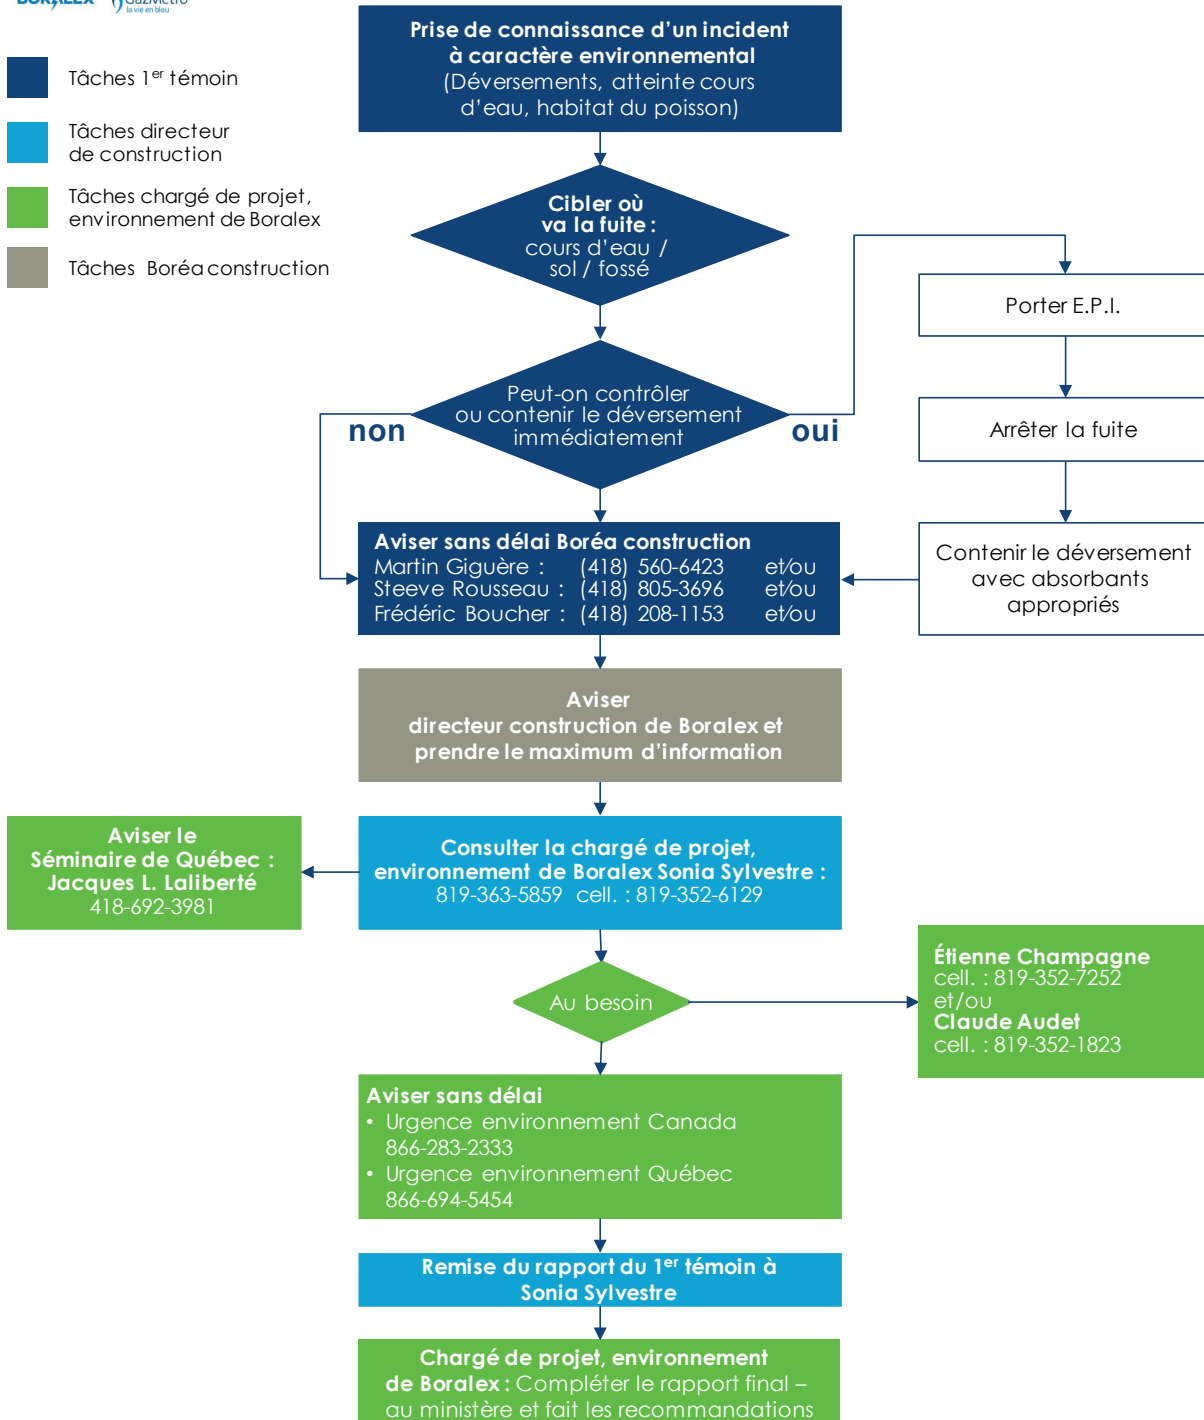 BORALEX
GazMétro
la vie en bleu
Tâches 1er témoin
Tâches directeur
de construction
Tâches chargé de projet,
environnement de Boralex
Tâches Boréa construction
Prise de connaissance d'un incident
à caractère environnemental
(Déversements, atteinte cours
d'eau, habitat du poisson)
Cibler où
va la fuite :
cours d'eau /
sol / fossé
Peut-on contrôler
ou contenir le déversement
immédiatement
non
oui
Porter E.P.I.
Arrêter la fuite
Contenir le déversement
avec absorbants
appropriés
Aviser sans délai Boréa construction
Martin Giguère : (418) 560-6423 et/ou
Steeve Rousseau : (418) 805-3696 et/ou
Frédéric Boucher : (418) 208-1153 et/ou
Aviser
directeur construction de Boralex et
prendre le maximum d'information
Consulter la chargé de projet,
environnement de Boralex Sonia Sylvestre :
819-363-5859 cell. : 819-352-6129
Aviser le
Séminaire de Québec :
Jacques L. Laliberté
418-692-3981
Au besoin
Étienne Champagne
cell. : 819-352-7252
et/ou
Claude Audet
cell. : 819-352-1823
Aviser sans délai
• Urgence environnement Canada
866-283-2333
• Urgence environnement Québec
866-694-5454
Remise du rapport du 1er témoin à
Sonia Sylvestre
Chargé de projet, environnement
de Boralex : Compléter le rapport final –
au ministère et fait les recommandations